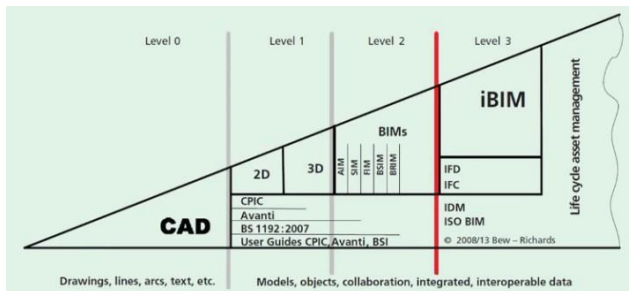 Level 0
Level 1
Level 2
Level 3
iBIM
BIMs
2D
3D
AIM
SIM
FIM
BSIM
BRIM
IFD
IFC
Life cycle asset management
CAD
CPIC
Avanti
BS 1192:2007
User Guides CPIC, Avanti, BSI
IDM
ISO BIM
© 2008/13 Bew – Richards
Drawings, lines, arcs, text, etc.
Models, objects, collaboration, integrated, interoperable data